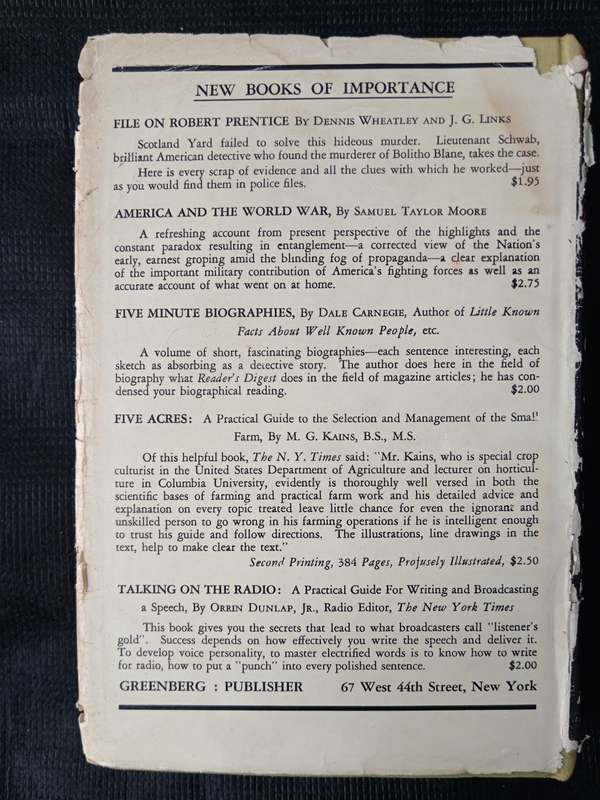 NEW BOOKS OF IMPORTANCE
FILE ON ROBERT PRENTICE By Dennis Wheatley and J. G. Links
Scotland Yard failed to solve this hideous murder. Lieutenant Schwab,
brilliant American detective who found the murderer of Bolitho Blane, takes the case.
Here is every scrap of evidence and all the clues with which he worked—just
as you would find them in police files. $1.95
AMERICA AND THE WORLD WAR, By Samuel Taylor Moore
A refreshing account from present perspective of the highlights and the
constant paradox resulting in entanglement—a corrected view of the Nation's
early, earnest groping amid the blinding fog of propaganda—a clear explanation
of the important military contribution of America's fighting forces as well as an
accurate account of what went on at home. $2.75
FIVE MINUTE BIOGRAPHIES, By Dale Carnegie, Author of Little Known
Facts About Well Known People, etc.
A volume of short, fascinating biographies—each sentence interesting, each
sketch as absorbing as a detective story. The author does here in the field of
biography what Reader's Digest does in the field of magazine articles; he has con-
densed your biographical reading. $2.00
FIVE ACRES: A Practical Guide to the Selection and Management of the Small
Farm, By M. G. Kains, B.S., M.S.
Of this helpful book, The N. Y. Times said: "Mr. Kains, who is special crop
culturist in the United States Department of Agriculture and lecturer on horticul-
ture in Columbia University, evidently is thoroughly well versed in both the
scientific bases of farming and practical farm work and his detailed advice and
explanation on every topic treated leave little chance for even the ignorant and
unskilled person to go wrong in his farming operations if he is intelligent enough
to trust his guide and follow directions. The illustrations, line drawings in the
text, help to make clear the text."
Second Printing, 384 Pages, Profusely Illustrated, $2.50
TALKING ON THE RADIO: A Practical Guide For Writing and Broadcasting
a Speech, By Orrin Dunlap, Jr., Radio Editor, The New York Times
This book gives you the secrets that lead to what broadcasters call "listener's
gold". Success depends on how effectively you write the speech and deliver it.
To develop voice personality, to master electrified words is to know how to write
for radio, how to put a "punch" into every polished sentence. $2.00
GREENBERG : PUBLISHER 67 West 44th Street, New York